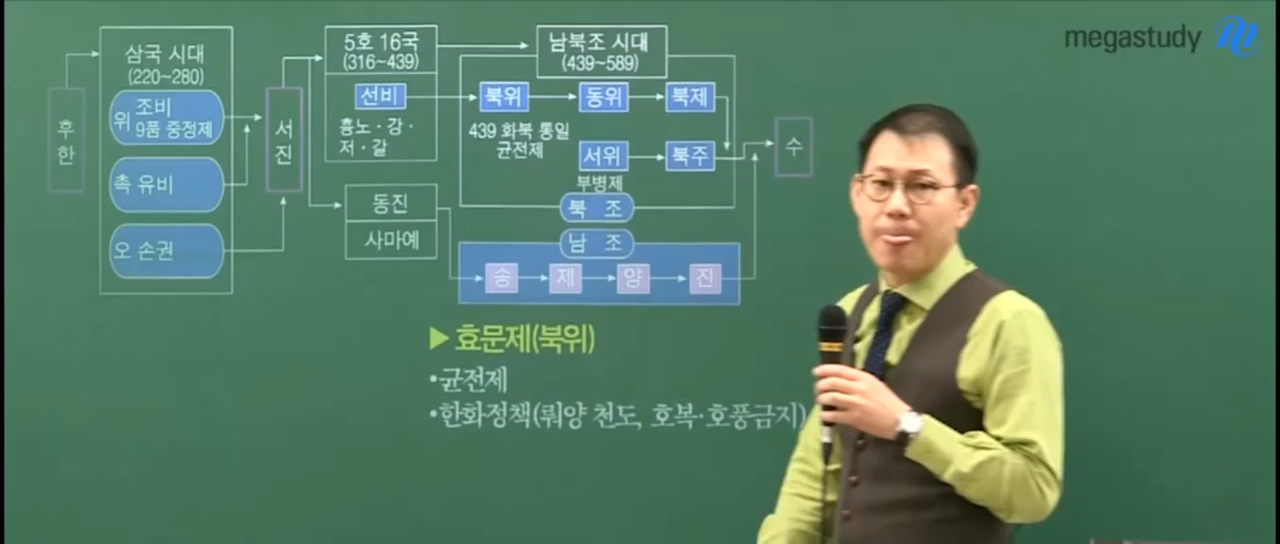 megastudy
후한
삼국 시대
(220~280)
위 조비
9품 중정제
촉 유비
오 손권
서진
5호 16국
(316~439)
선비
흉노·강·
저·갈
동진
사마예
남북조 시대
(439~589)
북위
동위
북제
439 화북 통일
균전제
서위
북주
부병제
북 조
남 조
송
제
양
진
수
▶ 효문제(북위)
•균전제
•한화정책(뤄양 천도, 호복·호풍금지)